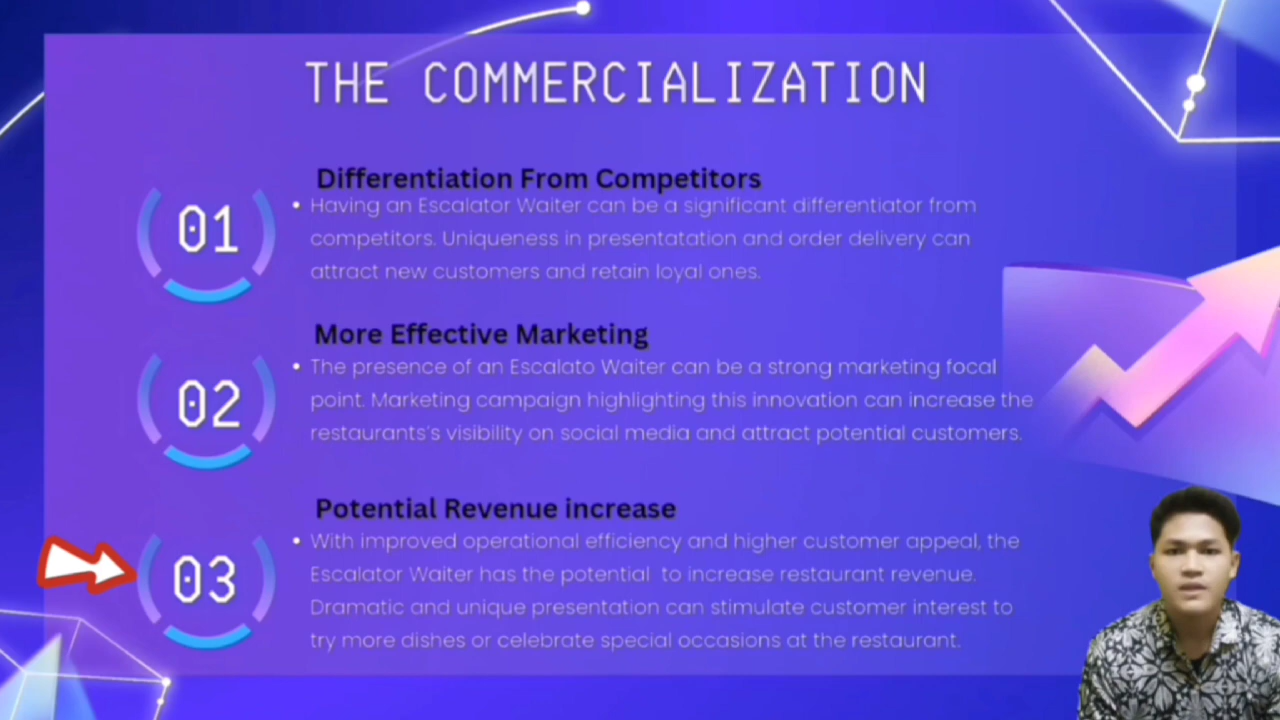 THE COMMERCIALIZATION
Differentiation From Competitors
01
• Having an Escalator Waiter can be a significant differentiator from
competitors. Uniqueness in presentatation and order delivery can
attract new customers and retain loyal ones.
More Effective Marketing
02
• The presence of an Escalato Waiter can be a strong marketing focal
point. Marketing campaign highlighting this innovation can increase the
restaurants's visibility on social media and attract potential customers.
Potential Revenue increase
03
• With improved operational efficiency and higher customer appeal, the
Escalator Waiter has the potential to increase restaurant revenue.
Dramatic and unique presentation can stimulate customer interest to
try more dishes or celebrate special occasions at the restaurant.